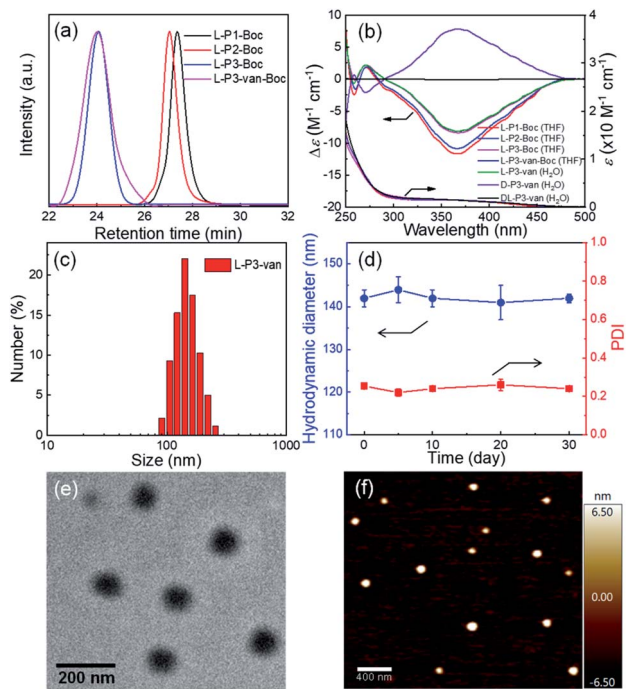 (a)
L-P1-Boc
L-P2-Boc
L-P3-Boc
L-P3-van-Boc
Intensity (a.u.)
22 24 26 28 30 32
Retention time (min)
(b)
Δε (M⁻¹ cm⁻¹)
10
5
0
-5
-10
-15
-20
L-P1-Boc (THF)
L-P2-Boc (THF)
L-P3-Boc (THF)
L-P3-van-Boc (THF)
L-P3-van (H₂O)
D-P3-van (H₂O)
DL-P3-van (H₂O)
4
3
2
1
0
ε (x10 M⁻¹ cm⁻¹)
250 300 350 400 450 500
Wavelength (nm)
(c)
L-P3-van
Number (%)
20
15
10
5
0
10 100 1000
Size (nm)
(d)
Hydrodynamic diameter (nm)
150
140
130
120
110
1.0
0.8
0.6
0.4
0.2
0.0
PDI
0 10 20 30
Time (day)
(e)
200 nm
(f)
400 nm
nm
6.50
0.00
-6.50